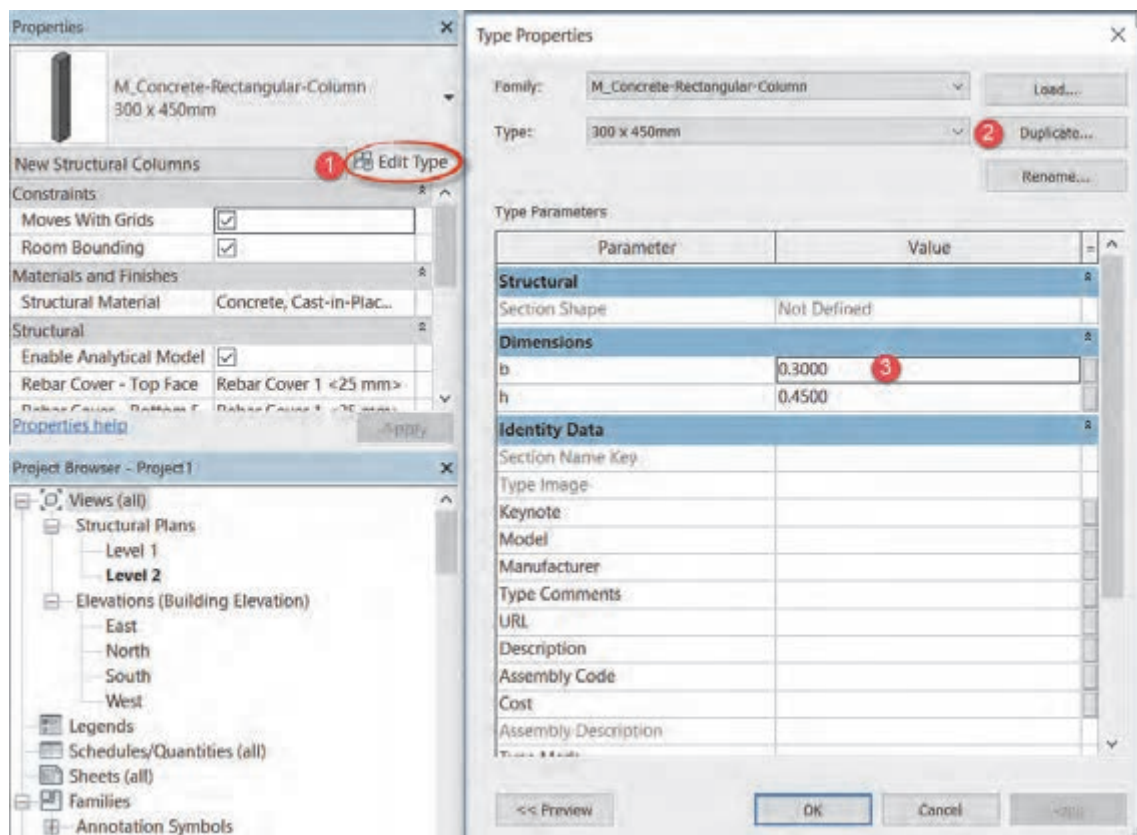 Properties
M_Concrete-Rectangular-Column
300 x 450mm
New Structural Columns
1
Edit Type
Constraints
Moves With Grids
Room Bounding
Materials and Finishes
Structural Material Concrete, Cast-in-Plac...
Structural
Enable Analytical Model
Rebar Cover - Top Face Rebar Cover 1 <25 mm>
Properties help
Apply
Project Browser - Project1
Views (all)
Structural Plans
Level 1
Level 2
Elevations (Building Elevation)
East
North
South
West
Legends
Schedules/Quantities (all)
Sheets (all)
Families
Annotation Symbols
Type Properties
Family: M_Concrete-Rectangular-Column Load...
Type: 300 x 450mm 2 Duplicate...
Rename...
Type Parameters
Parameter Value =
Structural
Section Shape Not Defined
Dimensions
b 0.3000 3
h 0.4500
Identity Data
Section Name Key
Type Image
Keynote
Model
Manufacturer
Type Comments
URL
Description
Assembly Code
Cost
Assembly Description
<< Preview OK Cancel